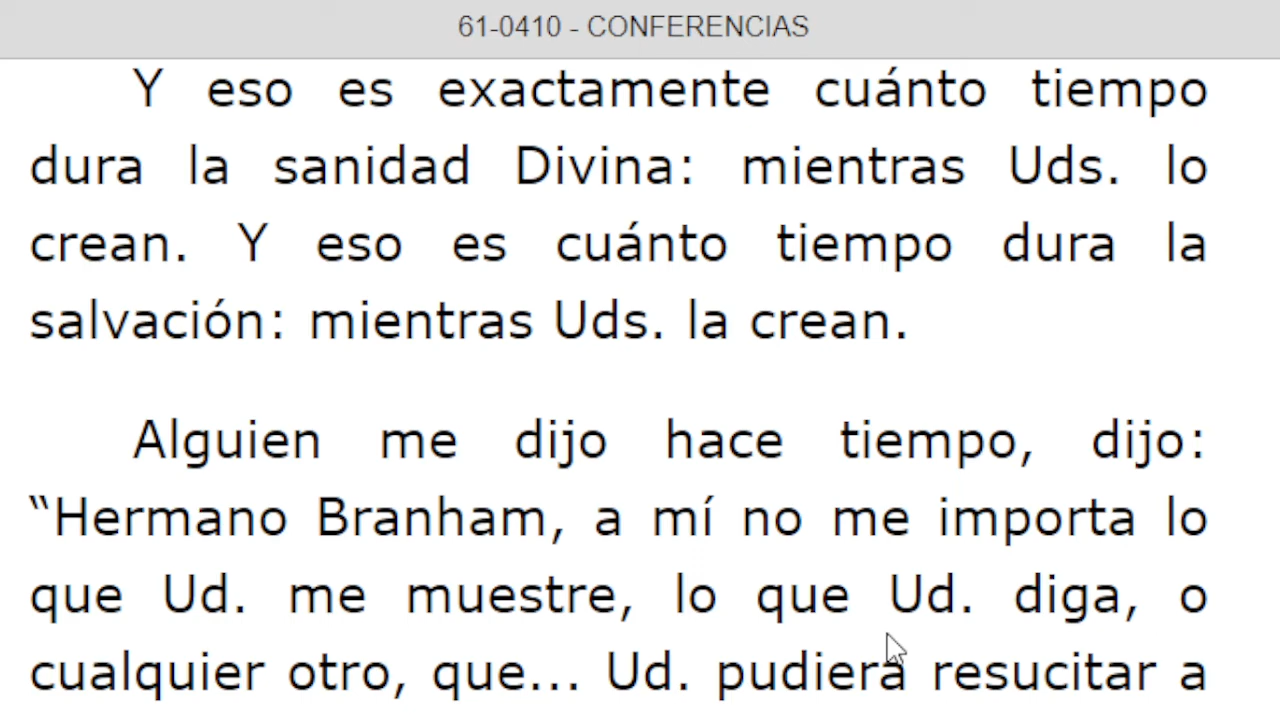 61-0410 - CONFERENCIAS
Y eso es exactamente cuánto tiempo
dura la sanidad Divina: mientras Uds. lo
crean. Y eso es cuánto tiempo dura la
salvación: mientras Uds. la crean.
Alguien me dijo hace tiempo, dijo:
“Hermano Branham, a mí no me importa lo
que Ud. me muestre, lo que Ud. diga, o
cualquier otro, que... Ud. pudiera resucitar a